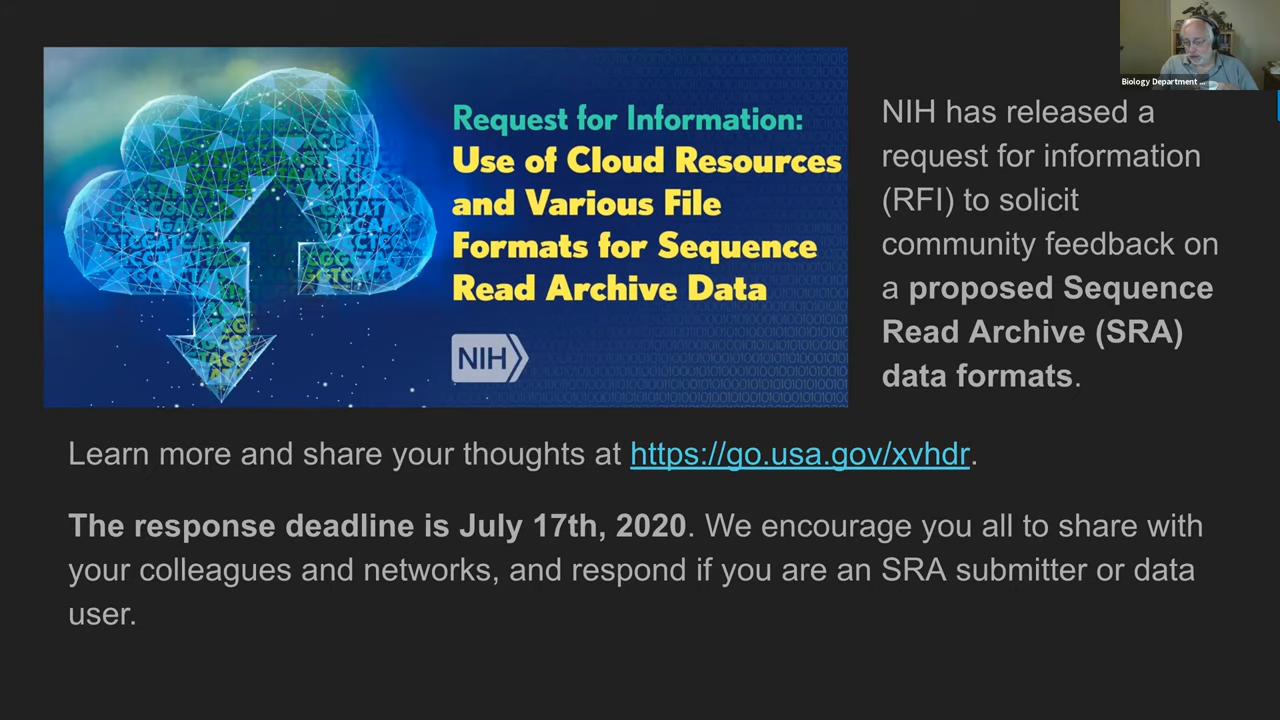 Biology Department ...
Request for Information:
Use of Cloud Resources
and Various File
Formats for Sequence
Read Archive Data
NIH
NIH has released a
request for information
(RFI) to solicit
community feedback on
a proposed Sequence
Read Archive (SRA)
data formats.
Learn more and share your thoughts at https://go.usa.gov/xvhdr.
The response deadline is July 17th, 2020. We encourage you all to share with
your colleagues and networks, and respond if you are an SRA submitter or data
user.